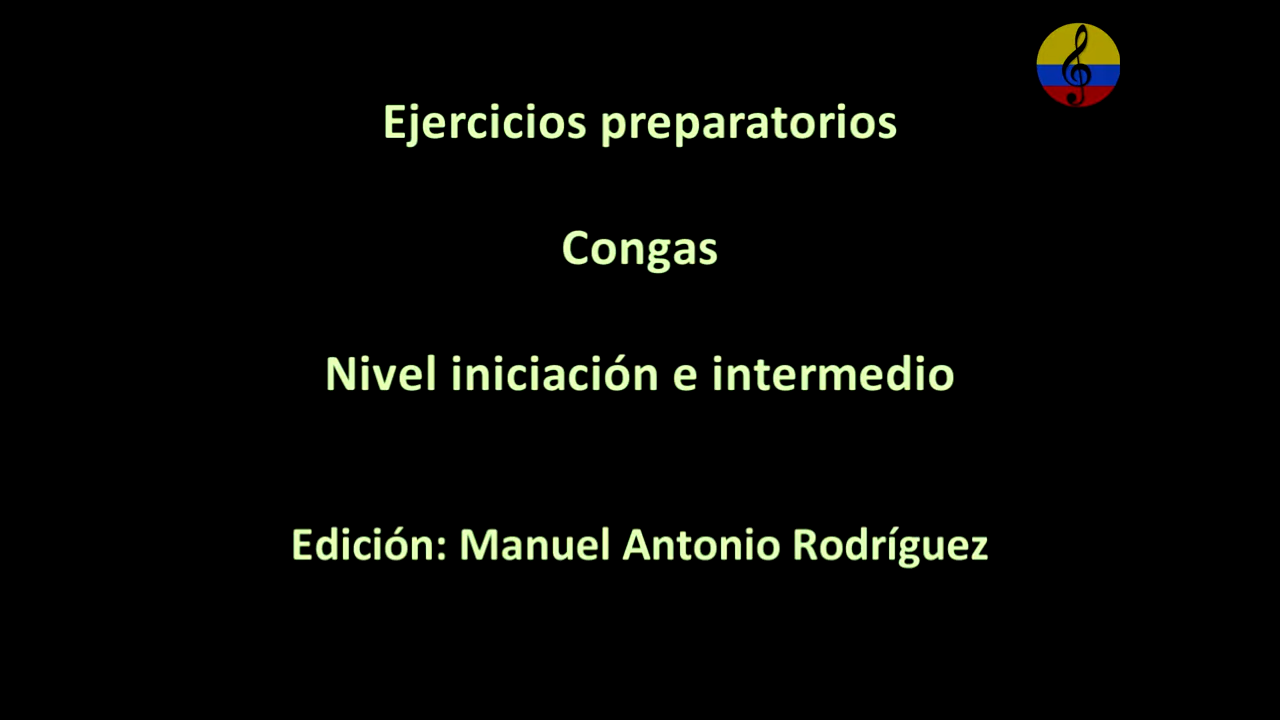 Ejercicios preparatorios
Congas
Nivel iniciación e intermedio
Edición: Manuel Antonio Rodríguez